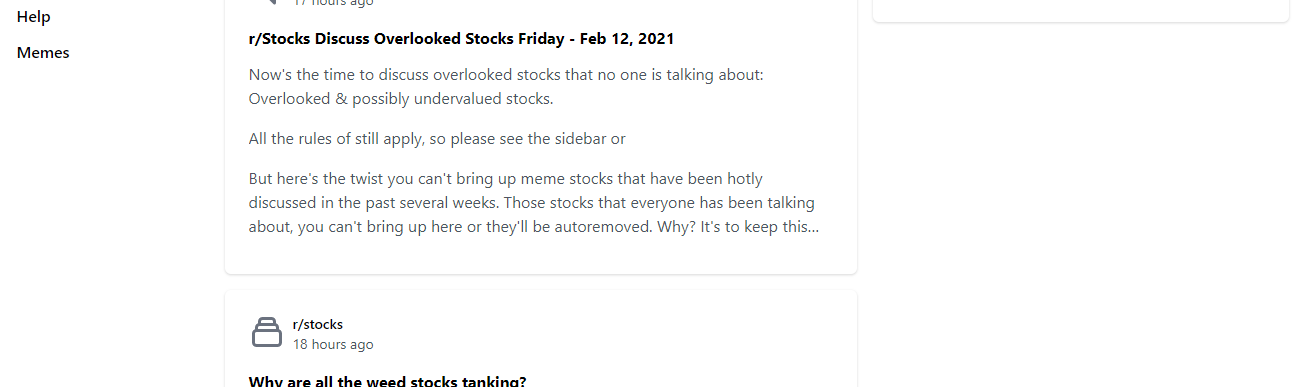 Help
Memes
17 hours ago
r/Stocks Discuss Overlooked Stocks Friday - Feb 12, 2021
Now's the time to discuss overlooked stocks that no one is talking about:
Overlooked & possibly undervalued stocks.
All the rules of still apply, so please see the sidebar or
But here's the twist you can't bring up meme stocks that have been hotly
discussed in the past several weeks. Those stocks that everyone has been talking
about, you can't bring up here or they'll be autoremoved. Why? It's to keep this...
r/stocks
18 hours ago
Why are all the weed stocks tanking?